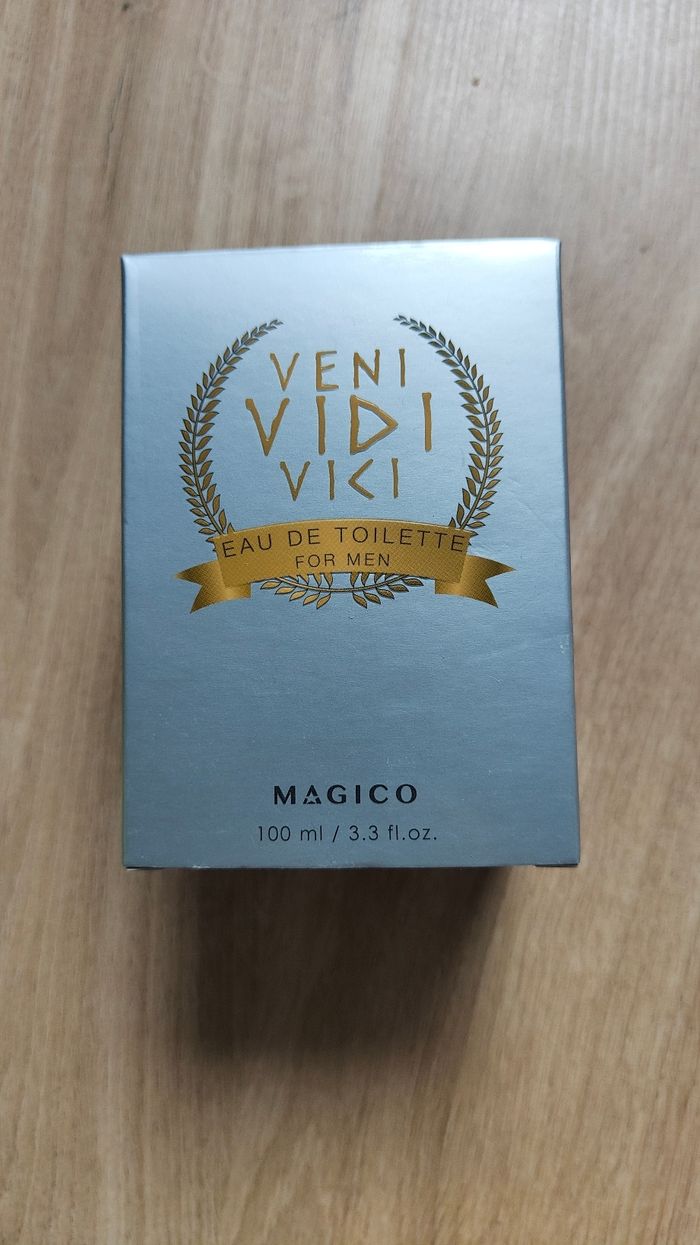 VENI
VIDI
VICI
EAU DE TOILETTE
FOR MEN
MAGICO
100 ml / 3.3 fl.oz.